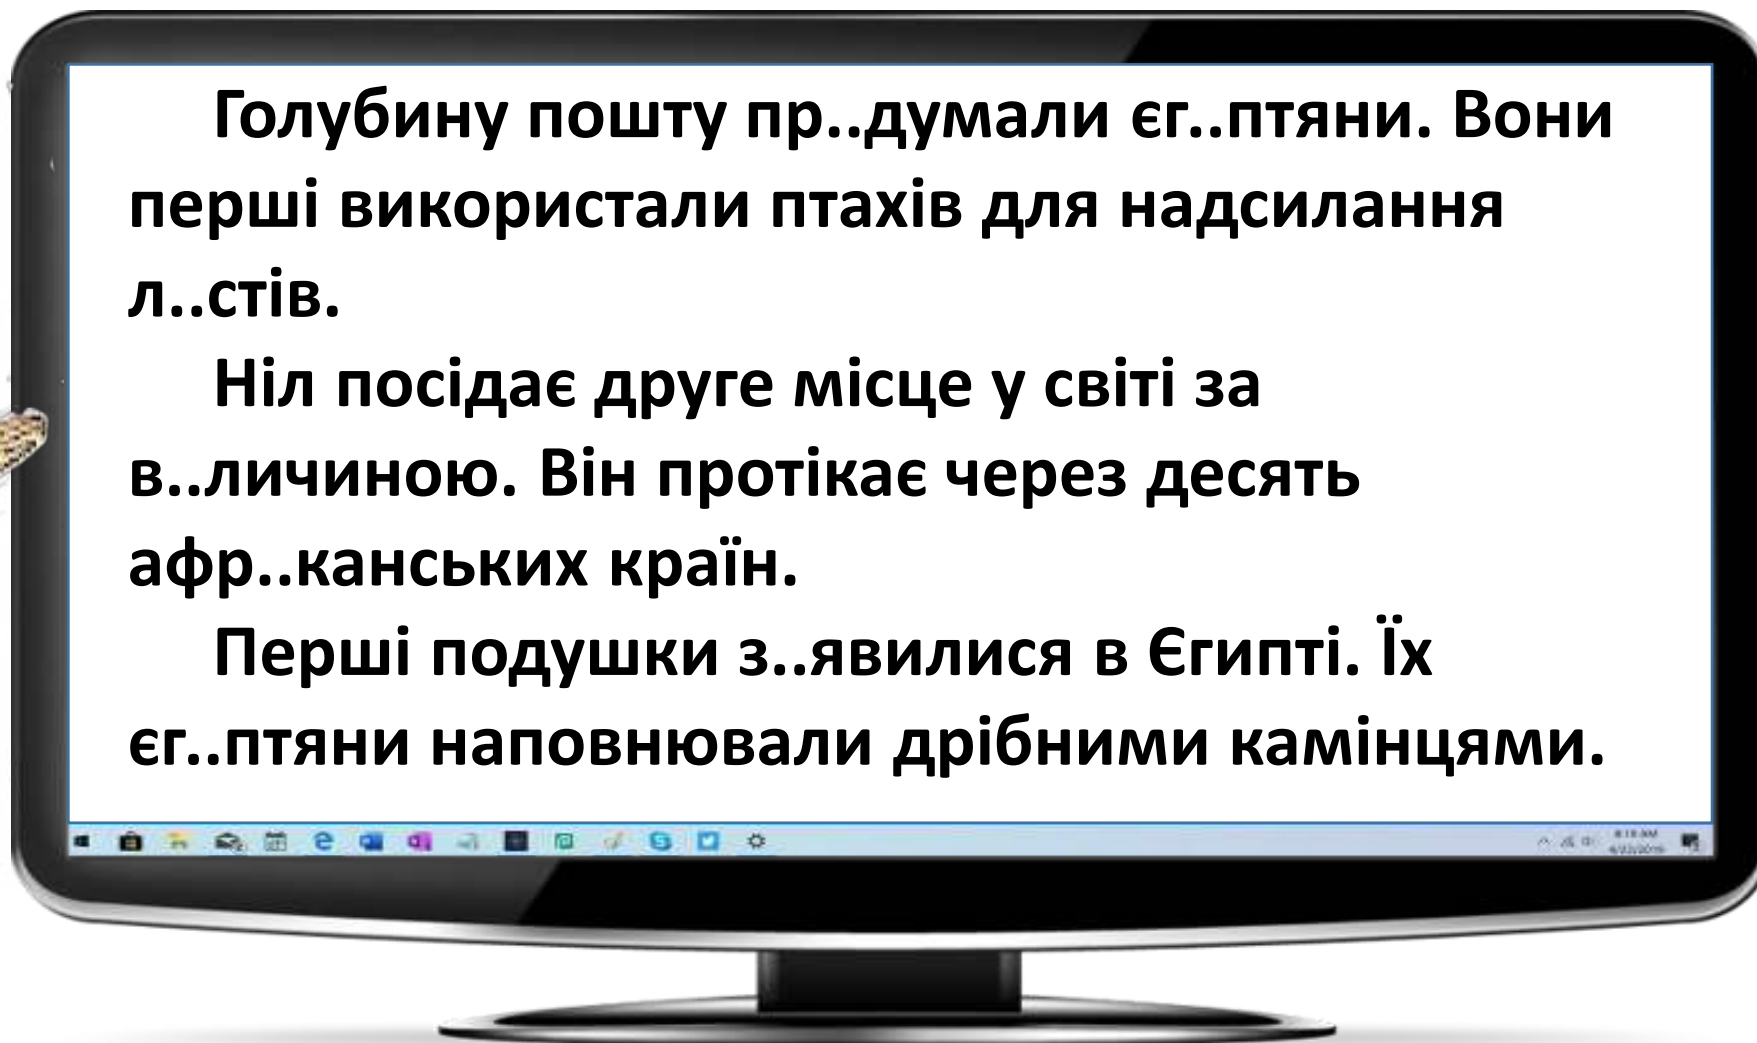 Голубину пошту пр..думали єг..птяни. Вони
перші використали птахів для надсилання
л..стів.
Ніл посідає друге місце у світі за
в..личиною. Він протікає через десять
афр..канських країн.
Перші подушки з..явилися в Єгипті. Їх
єг..птяни наповнювали дрібними камінцями.